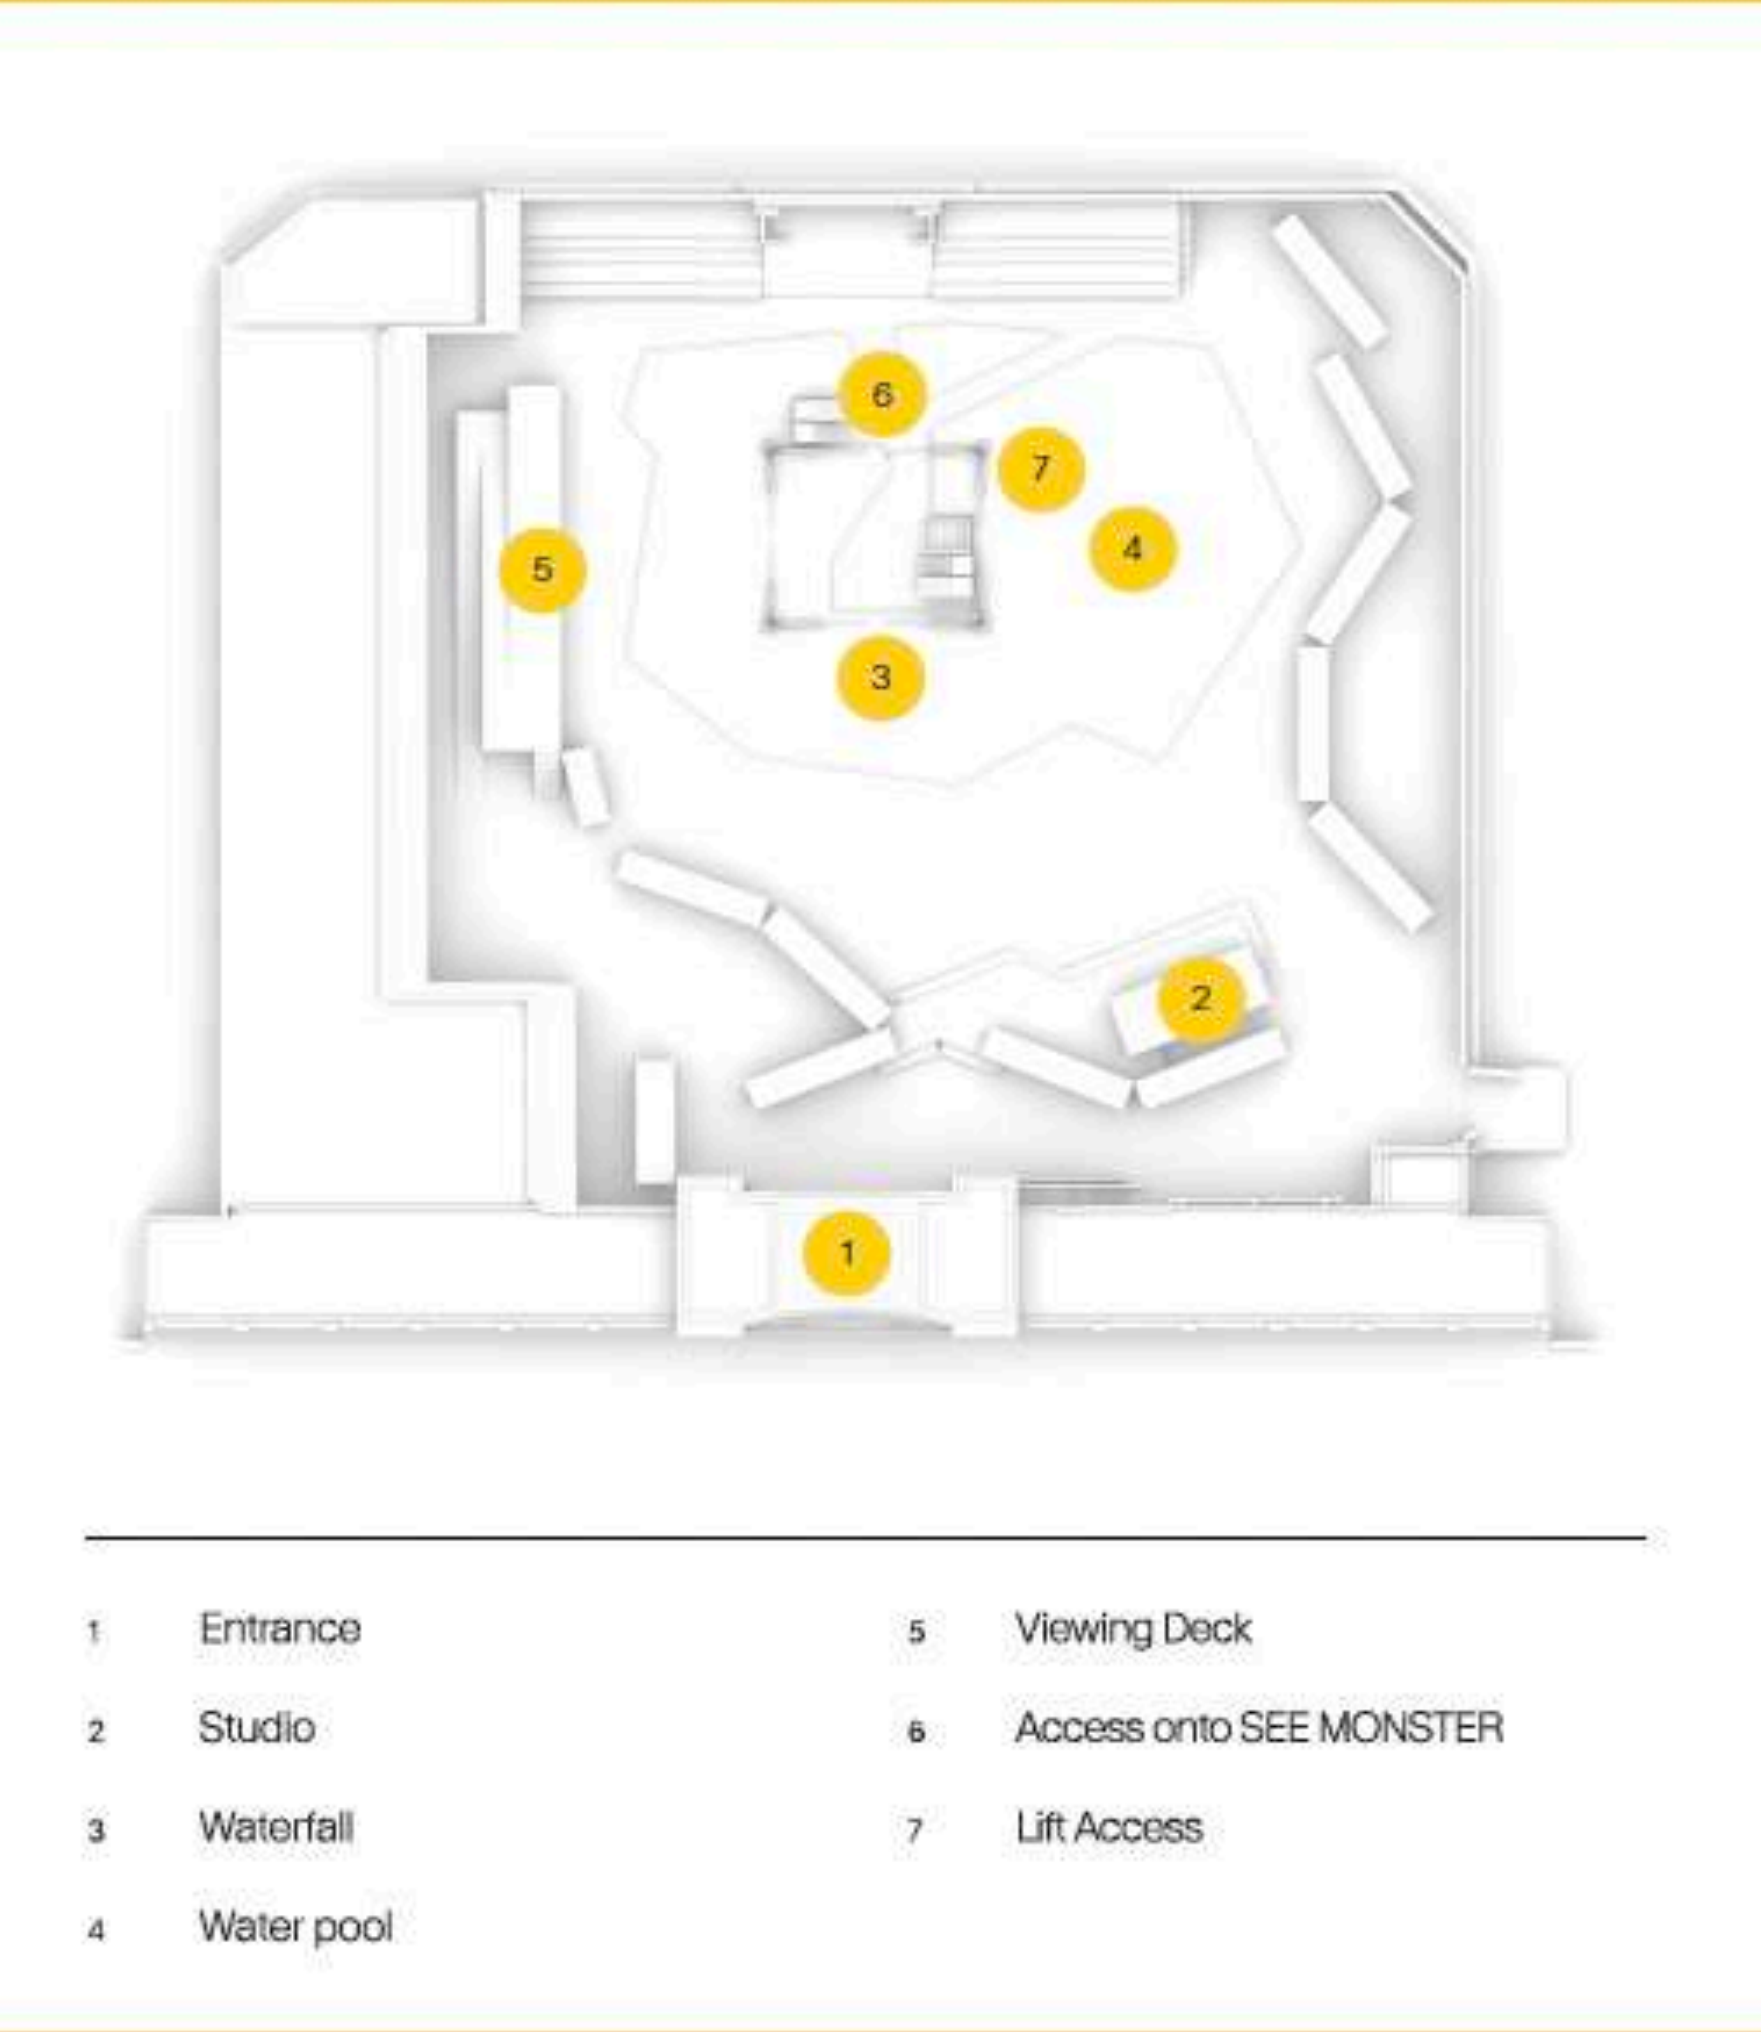 6
7
4
5
3
2
1
1 Entrance
2 Studio
3 Waterfall
4 Water pool
5 Viewing Deck
6 Access onto SEE MONSTER
7 Lift Access